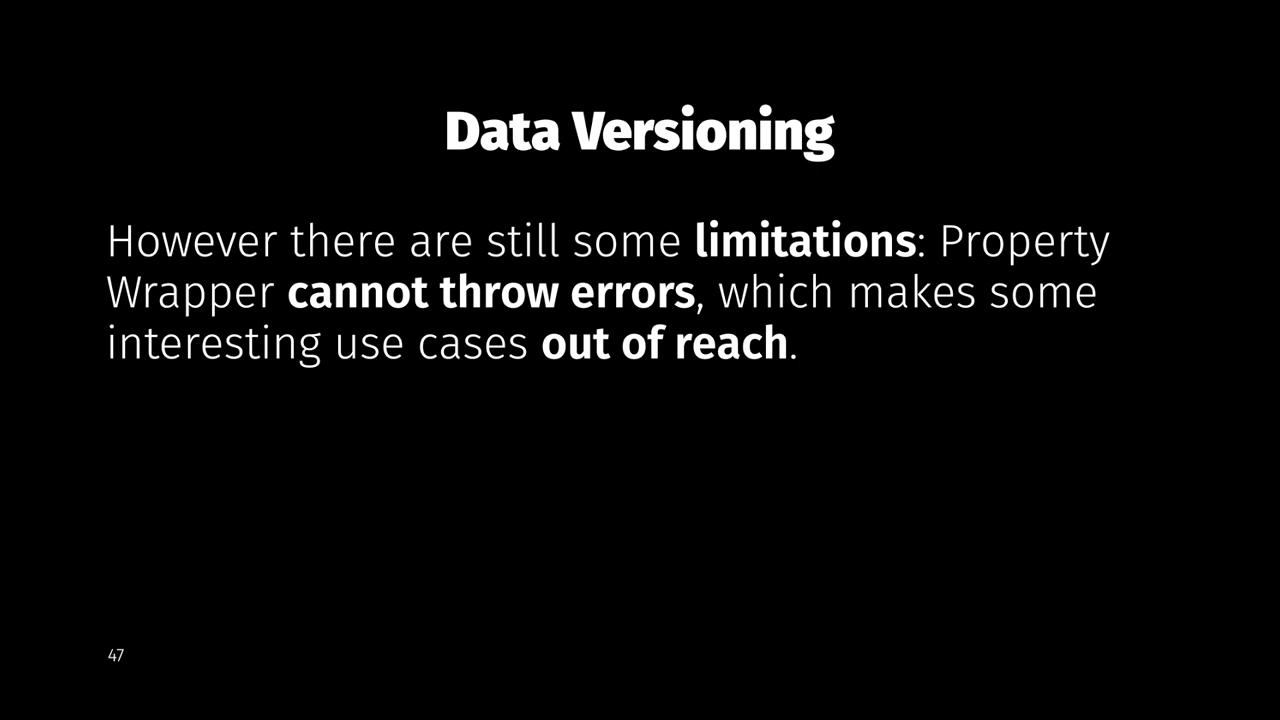 Data Versioning
However there are still some limitations: Property
Wrapper cannot throw errors, which makes some
interesting use cases out of reach.
47